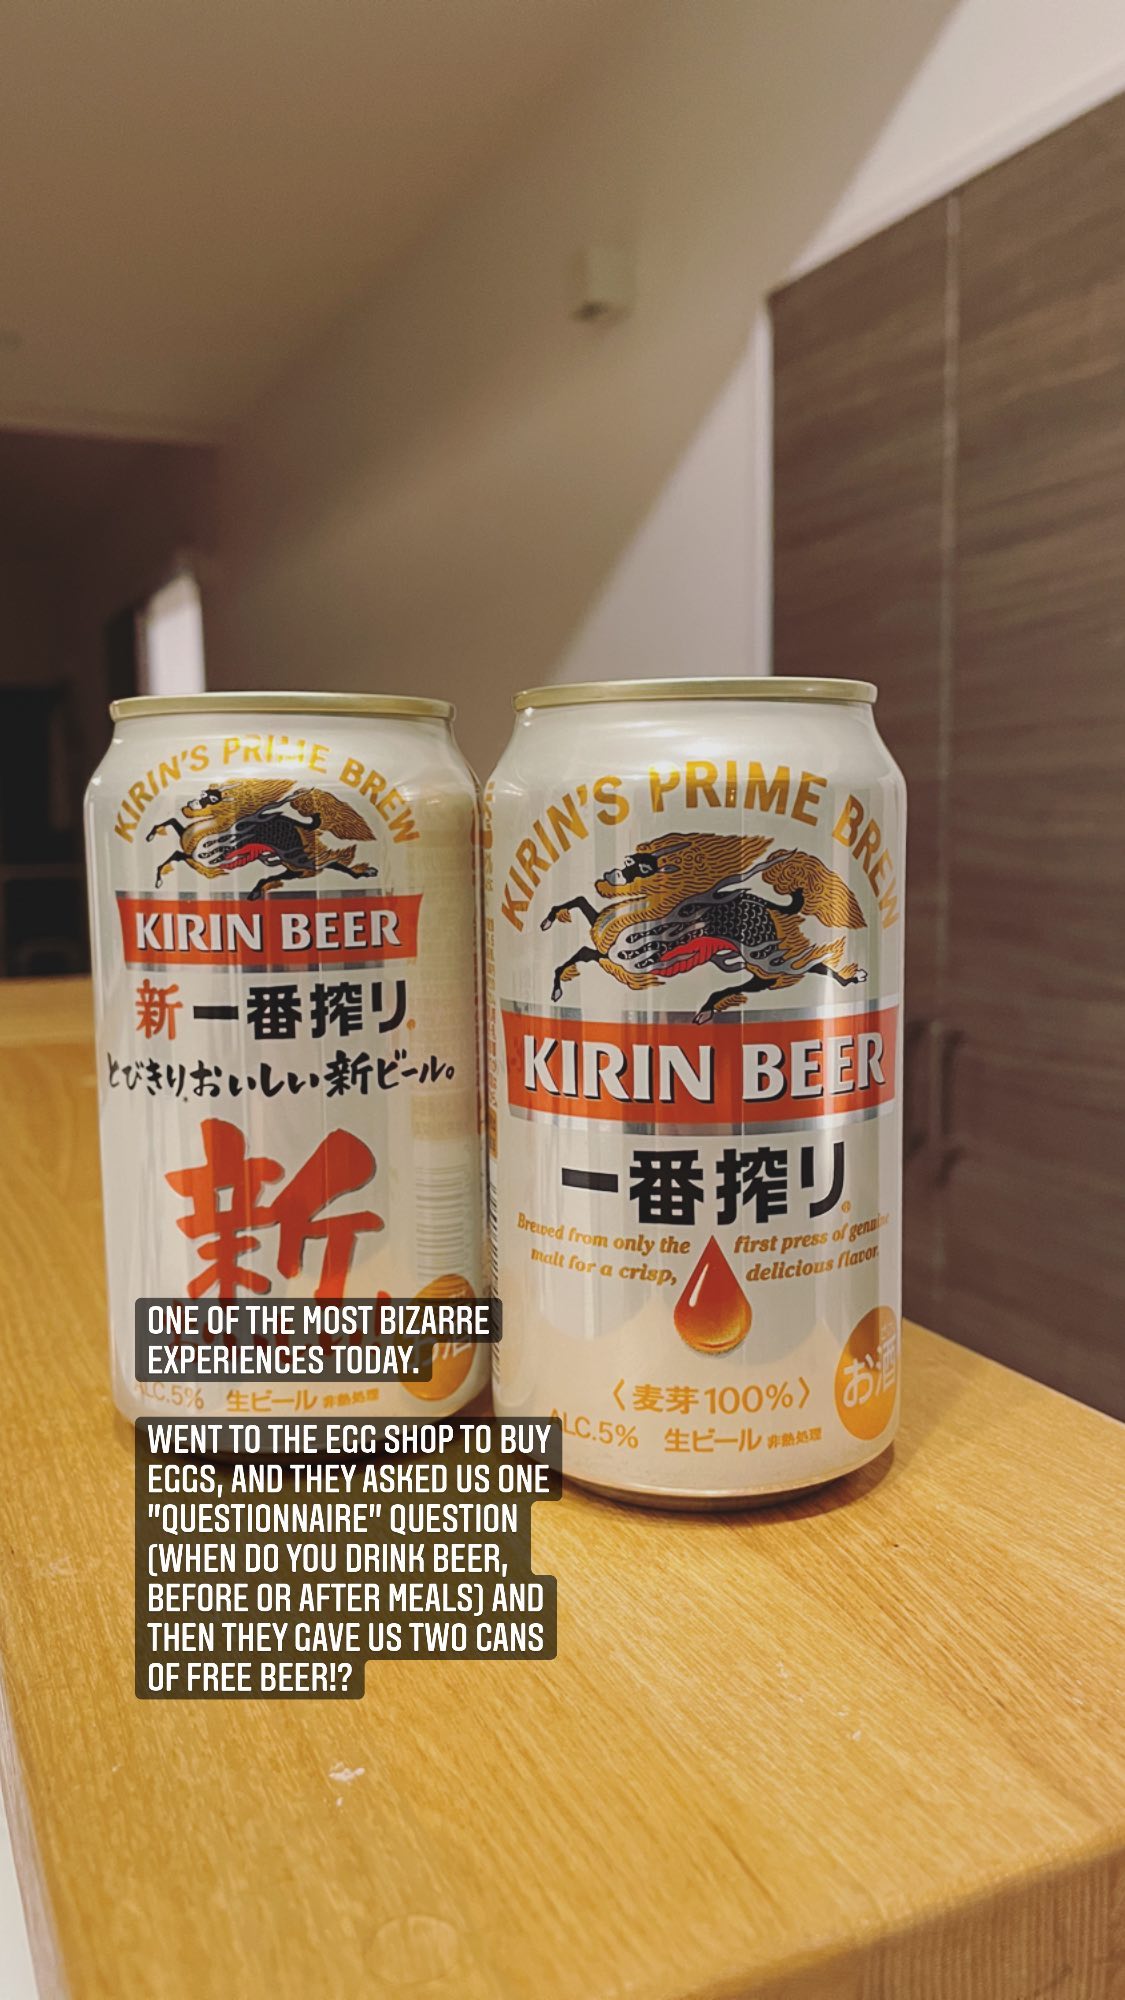 KIRIN'S PRIME BREW
KIRIN BEER
新一番搾り
とびきりおいしい新ビール。
新
ALC.5% 生ビール 非熱処理
KIRIN'S PRIME BREW
KIRIN BEER
一番搾り
Brewed from only the first press of genuine
malt for a crisp, delicious flavor.
お酒
〈麦芽100%〉
ALC.5% 生ビール 非熱処理
ONE OF THE MOST BIZARRE
EXPERIENCES TODAY.
WENT TO THE EGG SHOP TO BUY
EGGS, AND THEY ASKED US ONE
"QUESTIONNAIRE" QUESTION
(WHEN DO YOU DRINK BEER,
BEFORE OR AFTER MEALS) AND
THEN THEY GAVE US TWO CANS
OF FREE BEER!?